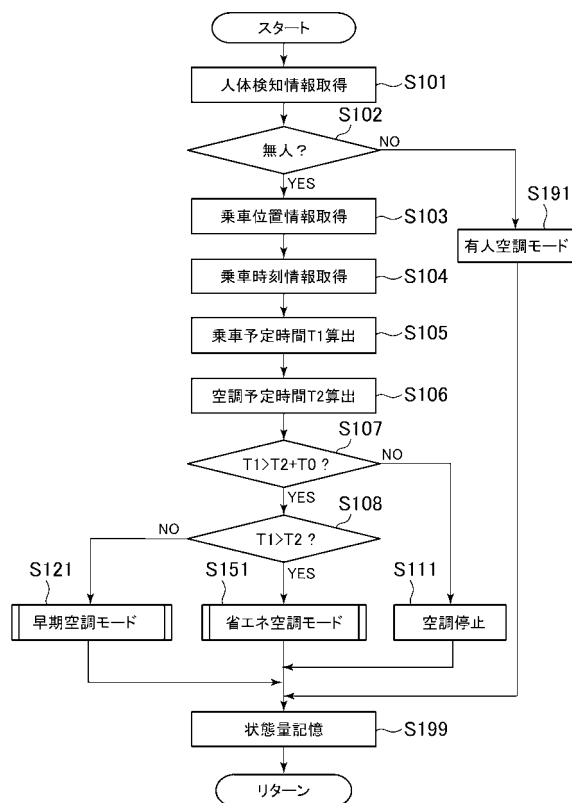 スタート
人体検知情報取得
S101
S102
無人?
NO
YES
S191
乗車位置情報取得
S103
有人空調モード
乗車時刻情報取得
S104
乗車予定時間T1算出
S105
空調予定時間T2算出
S106
S107
T1>T2+T0?
NO
YES
S108
T1>T2?
NO
YES
S121
S151
S111
早期空調モード
省エネ空調モード
空調停止
状態量記憶
S199
リターン